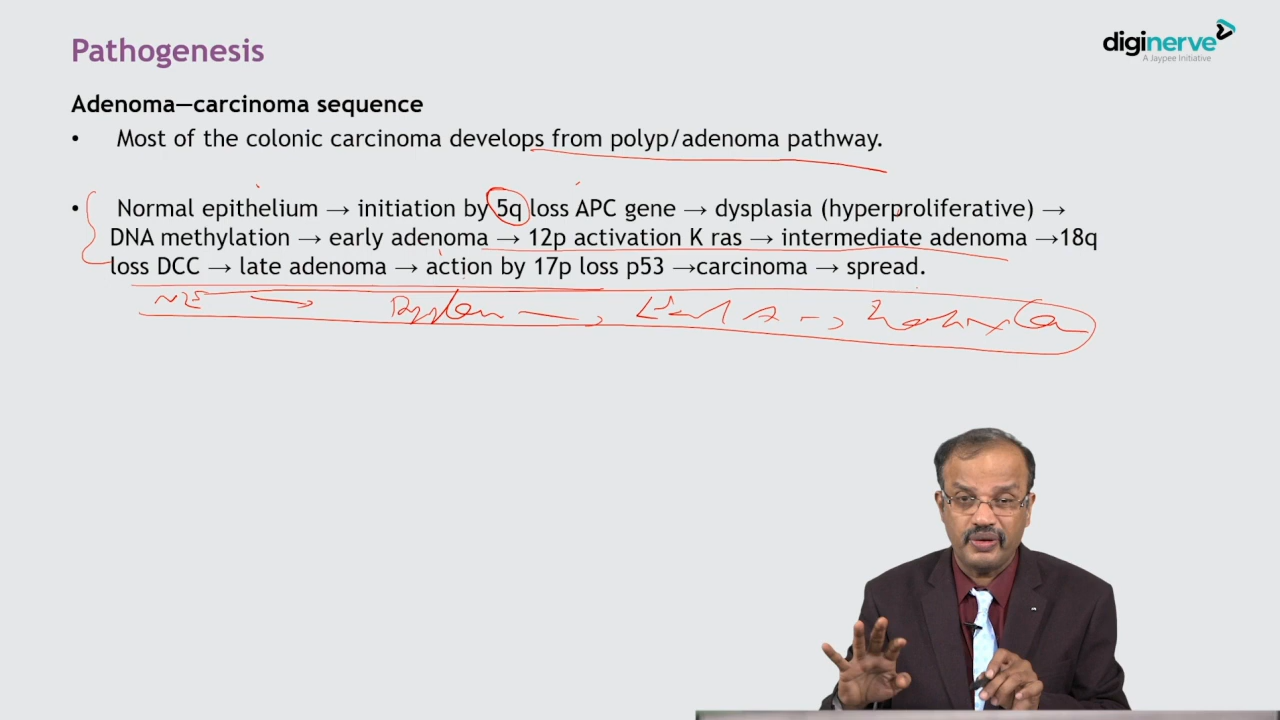 Pathogenesis
diginerve
A Jaypee Initiative
Adenoma—carcinoma sequence
• Most of the colonic carcinoma develops from polyp/adenoma pathway.
• Normal epithelium → initiation by 5q loss APC gene → dysplasia (hyperproliferative) →
DNA methylation → early adenoma → 12p activation K ras → intermediate adenoma →18q
loss DCC → late adenoma → action by 17p loss p53 →carcinoma → spread.